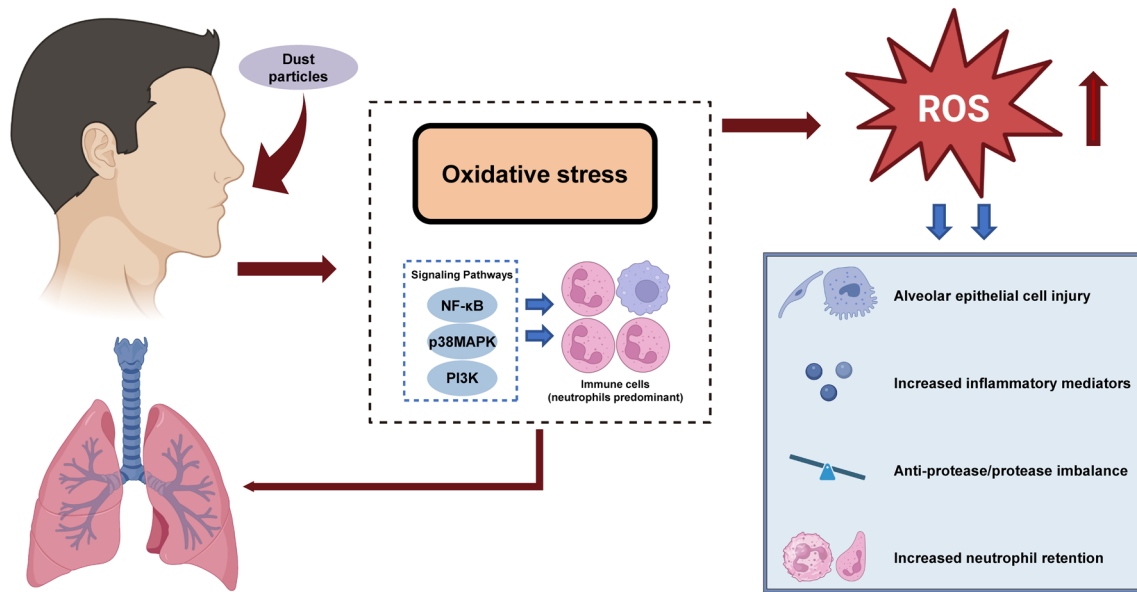 Dust
particles
Oxidative stress
Signaling Pathways
NF-κB
p38MAPK
PI3K
Immune cells
(neutrophils predominant)
ROS
Alveolar epithelial cell injury
Increased inflammatory mediators
Anti-protease/protease imbalance
Increased neutrophil retention